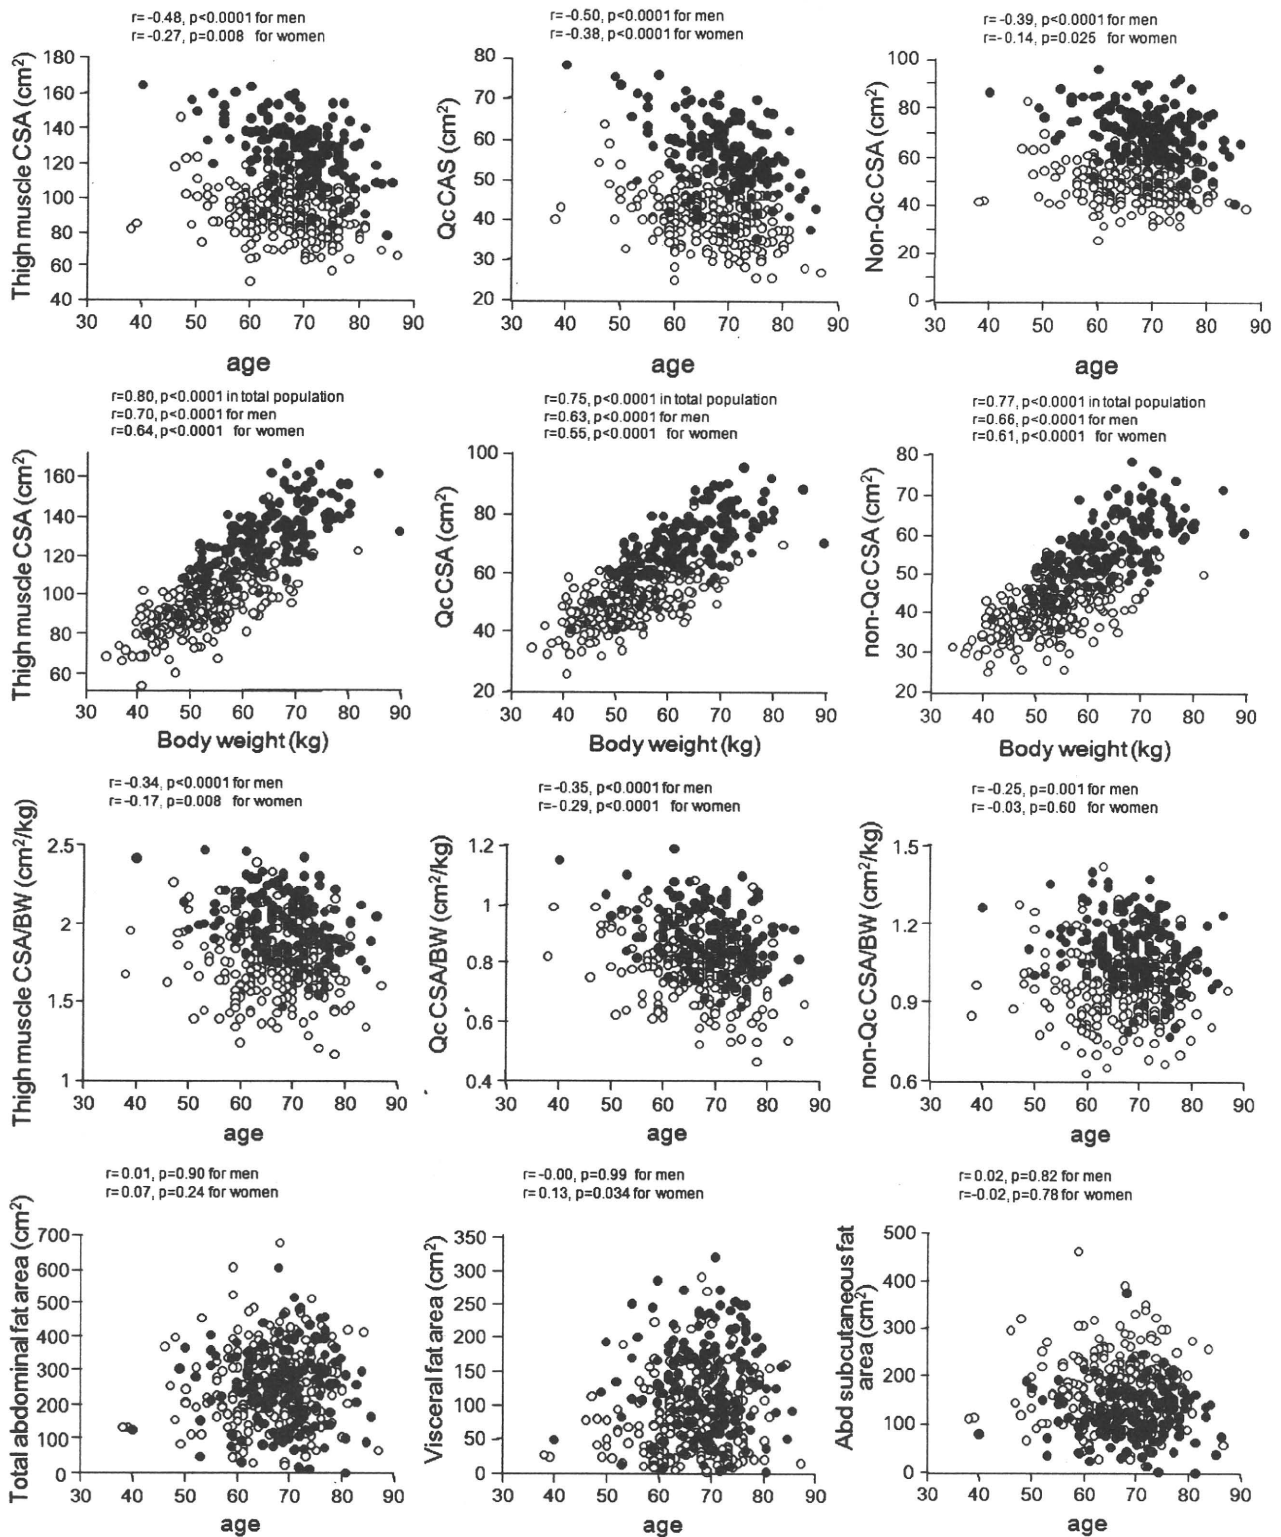 r= -0.48, p<0.0001 for men
r= -0.27, p=0.008 for women
Thigh muscle CSA (cm²)
180
160
140
120
100
80
60
40
30 40 50 60 70 80 90
age
r= -0.50, p<0.0001 for men
r= -0.38, p<0.0001 for women
Qc CAS (cm²)
80
70
60
50
40
30
20
30 40 50 60 70 80 90
age
r= -0.39, p<0.0001 for men
r=-0.14, p=0.025 for women
Non-Qc CSA (cm²)
100
80
60
40
20
0
30 40 50 60 70 80 90
age
r=0.80, p<0.0001 in total population
r=0.70, p<0.0001 for men
r=0.64, p<0.0001 for women
Thigh muscle CSA (cm²)
160
140
120
100
80
60
30 40 50 60 70 80 90
Body weight (kg)
r=0.75, p<0.0001 in total population
r=0.63, p<0.0001 for men
r=0.55, p<0.0001 for women
Qc CSA (cm²)
100
80
60
40
20
30 40 50 60 70 80 90
Body weight (kg)
r=0.77, p<0.0001 in total population
r=0.66, p<0.0001 for men
r=0.61, p<0.0001 for women
non-Qc CSA (cm²)
80
70
60
50
40
30
20
30 40 50 60 70 80 90
Body weight (kg)
r= -0.34, p<0.0001 for men
r= -0.17, p=0.008 for women
Thigh muscle CSA/BW (cm²/kg)
2.5
2
1.5
1
30 40 50 60 70 80 90
age
r= -0.35, p<0.0001 for men
r=-0.29, p<0.0001 for women
Qc CSA/BW (cm²/kg)
1.2
1
0.8
0.6
0.4
30 40 50 60 70 80 90
age
r= -0.25, p=0.001 for men
r= -0.03, p=0.60 for women
non-Qc CSA/BW (cm²/kg)
1.5
1.2
0.9
0.6
30 40 50 60 70 80 90
age
r= 0.01, p=0.90 for men
r= 0.07, p=0.24 for women
Total abdominal fat area (cm²)
700
600
500
400
300
200
100
0
30 40 50 60 70 80 90
age
r= -0.00, p=0.99 for men
r= 0.13, p=0.034 for women
Visceral fat area (cm²)
350
300
250
200
150
100
50
0
30 40 50 60 70 80 90
age
r= 0.02, p=0.82 for men
r=-0.02, p=0.78 for women
Abd subcutaneous fat
area (cm²)
500
400
300
200
100
0
30 40 50 60 70 80 90
age